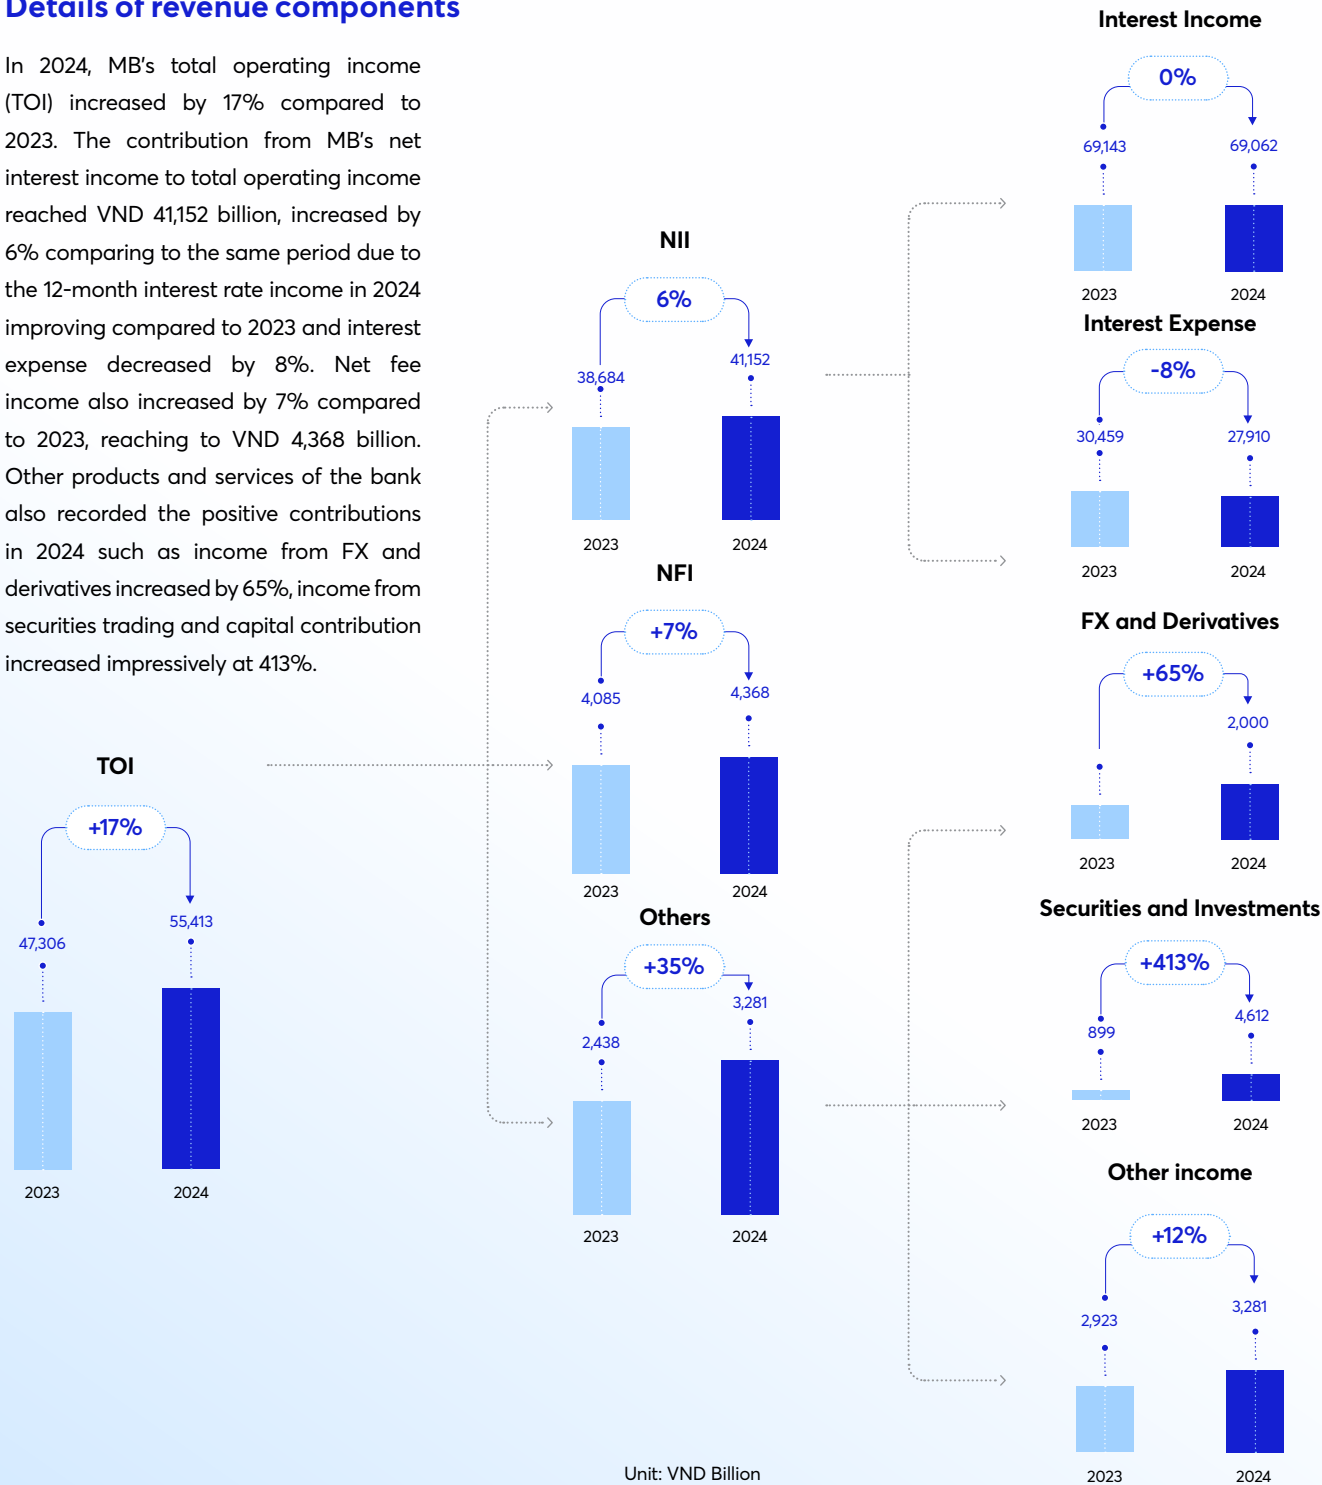 Details of revenue components
In 2024, MB's total operating income
(TOI) increased by 17% compared to
2023. The contribution from MB's net
interest income to total operating income
reached VND 41,152 billion, increased by
6% comparing to the same period due to
the 12-month interest rate income in 2024
improving compared to 2023 and interest
expense decreased by 8%. Net fee
income also increased by 7% compared
to 2023, reaching to VND 4,368 billion.
Other products and services of the bank
also recorded the positive contributions
in 2024 such as income from FX and
derivatives increased by 65%, income from
securities trading and capital contribution
increased impressively at 413%.
TOI
+17%
47,306
55,413
2023
2024
NII
6%
38,684
41,152
2023
2024
NFI
+7%
4,085
4,368
2023
2024
Others
+35%
2,438
3,281
2023
2024
Interest Income
0%
69,143
69,062
2023
2024
Interest Expense
-8%
30,459
27,910
2023
2024
FX and Derivatives
+65%
2,000
2023
2024
Securities and Investments
+413%
899
4,612
2023
2024
Other income
+12%
2,923
3,281
2023
2024
Unit: VND Billion